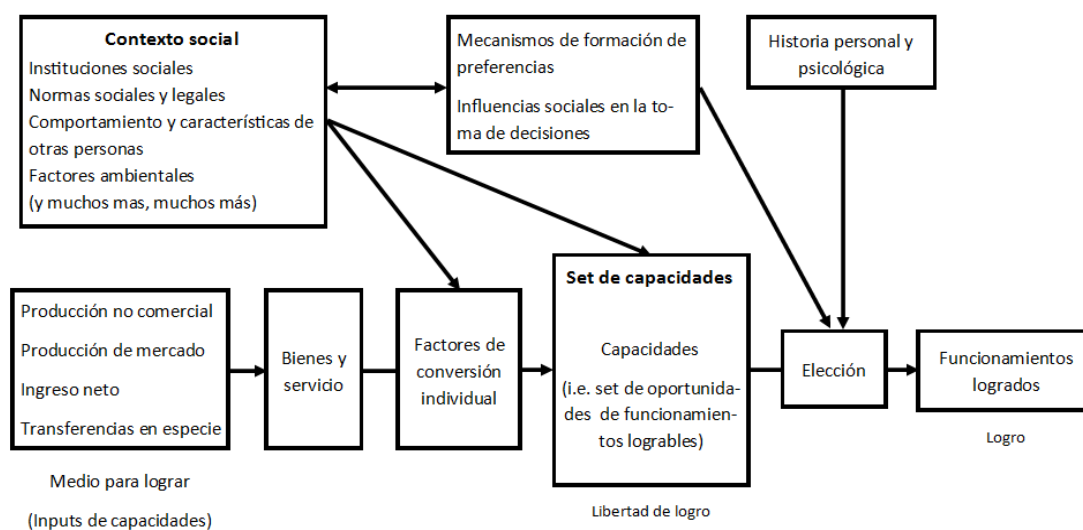 Contexto social
Instituciones sociales
Normas sociales y legales
Comportamiento y características de
otras personas
Factores ambientales
(y muchos mas, muchos más)
Mecanismos de formación de
preferencias
Influencias sociales en la to-
ma de decisiones
Historia personal y
psicológica
Producción no comercial
Producción de mercado
Ingreso neto
Transferencias en especie
Medio para lograr
(Inputs de capacidades)
Bienes y
servicio
Factores de
conversión
individual
Set de capacidades
Capacidades
(i.e. set de oportunida-
des de funcionamien-
tos logrables)
Libertad de logro
Elección
Funcionamientos
logrados
Logro